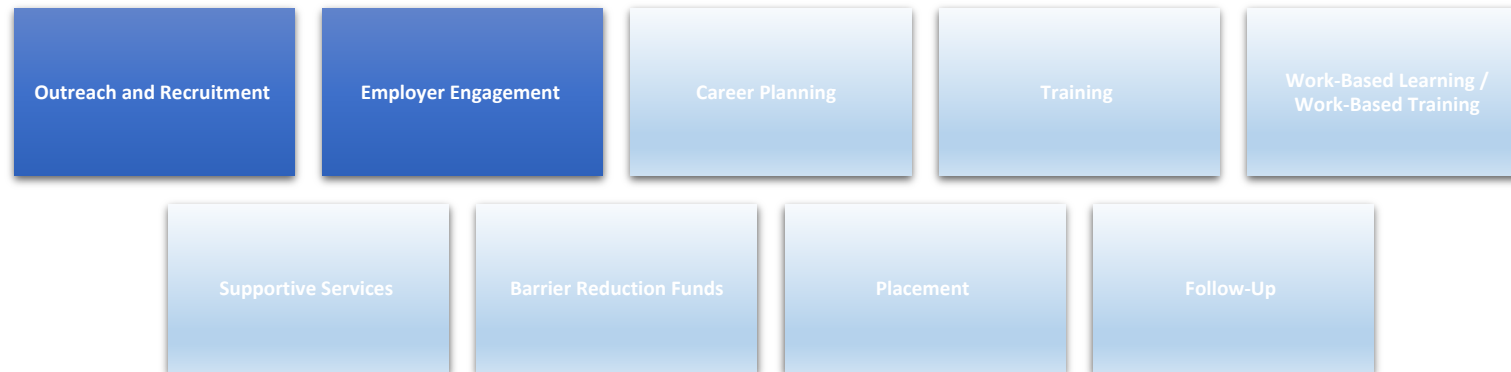 Outreach and Recruitment
Employer Engagement
Career Planning
Training
Work-Based Learning /
Work-Based Training
Supportive Services
Barrier Reduction Funds
Placement
Follow-Up